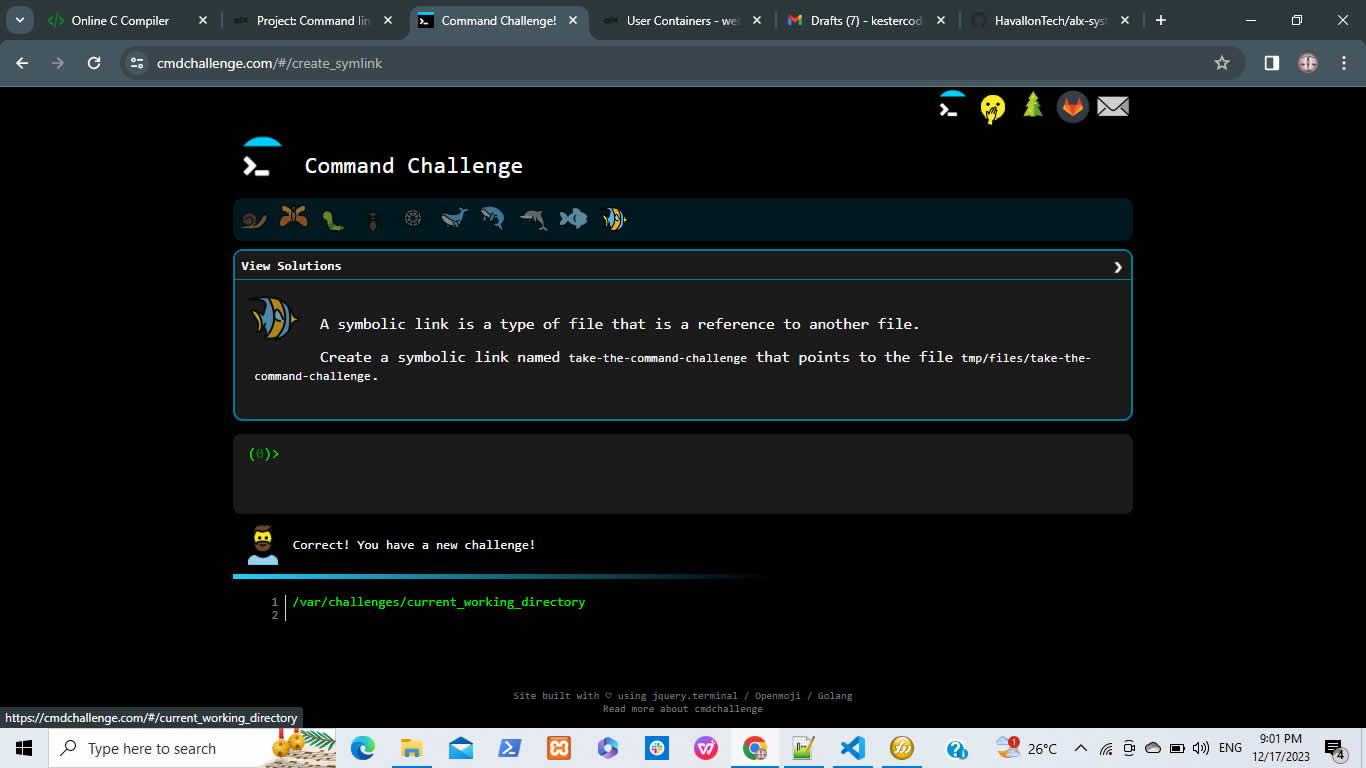 Online C Compiler
Project: Command lin
Command Challenge!
User Containers - we
Drafts (7) - kestercod
HavallonTech/alx-sys
cmdchallenge.com/#/create_symlink
Command Challenge
View Solutions
A symbolic link is a type of file that is a reference to another file.
Create a symbolic link named take-the-command-challenge that points to the file tmp/files/take-the-
command-challenge.
(0)>
Correct! You have a new challenge!
1 /var/challenges/current_working_directory
2
Site built with ♡ using jquery.terminal / Openmoji / Golang
Read more about cmdchallenge
https://cmdchallenge.com/#/current_working_directory
Type here to search
1
26°C
ENG
9:01 PM
12/17/2023
4